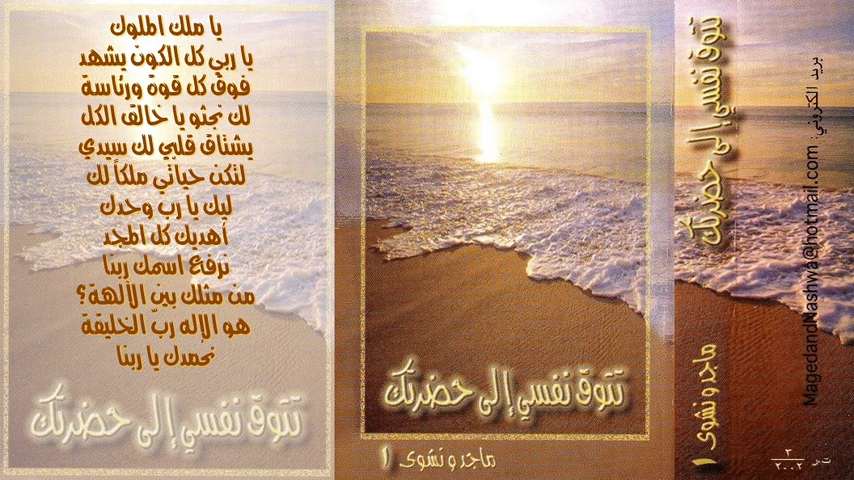 يا ملك الملوك
يا ربي كل الكون يشهد
فوق كل قوة ورئاسة
لك نجثو يا خالق الكل
يشتاق قلبي لك سيدي
لتكن حياتي ملكاً لك
ليك يا رب وحدك
أهديك كل المجد
نرفع اسمك ربنا
من مثلك بين الآلهة؟
هو الإله ربّ الخليقة
نحمدك يا ربنا
تتوق نفسي إلى حضرتك
تتوق نفسي إلى حضرتك
ماجد و نشوى ١
تتوق نفسي إلى حضرتك
ماجد و نشوى ١
بريد الكتروني: MagedandNashwa@hotmail.com
ت.ر ٣/٢٠٠٢